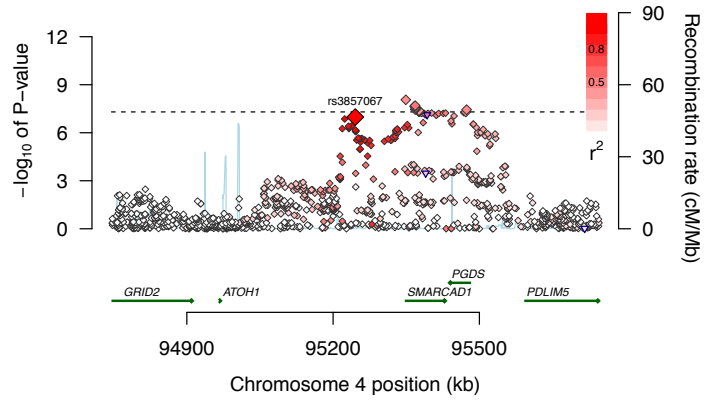 12
9
6
3
0
−log10 of P−value
rs3857067
0.8
0.5
r2
90
60
30
0
Recombination rate (cM/Mb)
PGDS
GRID2
ATOH1
SMARCAD1
PDLIM5
94900
95200
95500
Chromosome 4 position (kb)